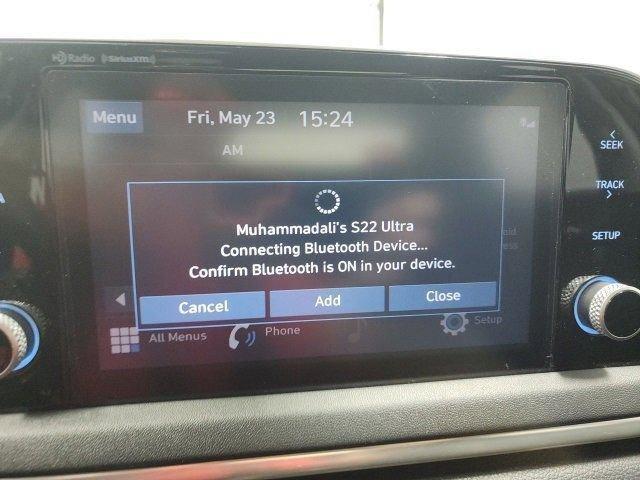 HD Radio ((SiriusXM))
Menu Fri, May 23 15:24
AM
SEEK
TRACK
SETUP
Muhammadali's S22 Ultra
Connecting Bluetooth Device...
Confirm Bluetooth is ON in your device.
Cancel Add Close
All Menus Phone Setup